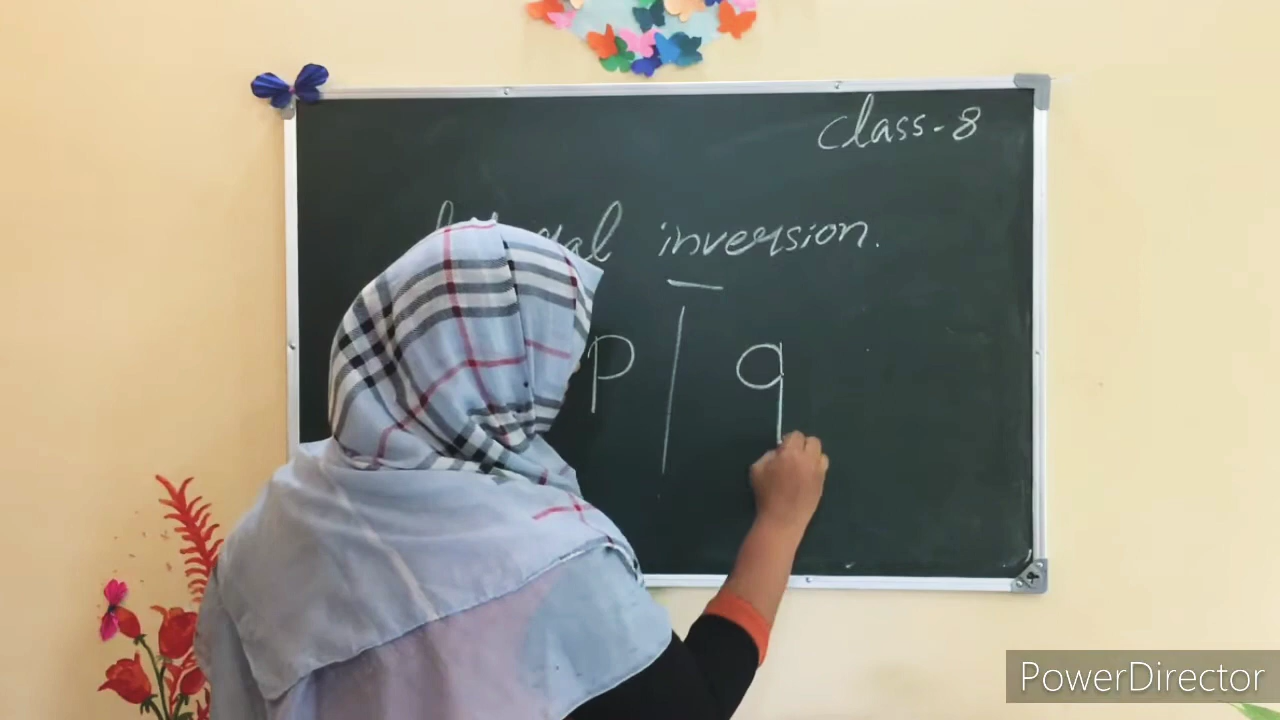 Class-8
inversion.
p | q
PowerDirector